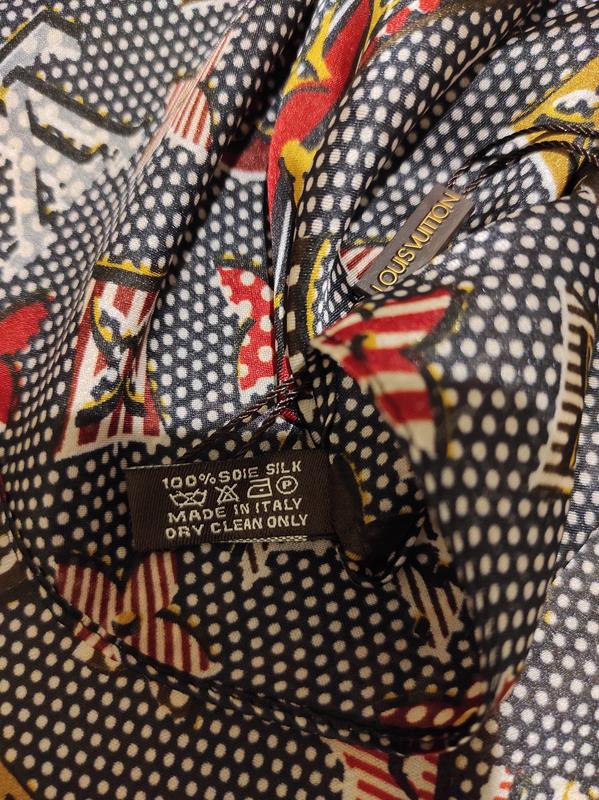 LOUIS VUITTON
100% SOIE SILK
P
MADE IN ITALY
DRY CLEAN ONLY